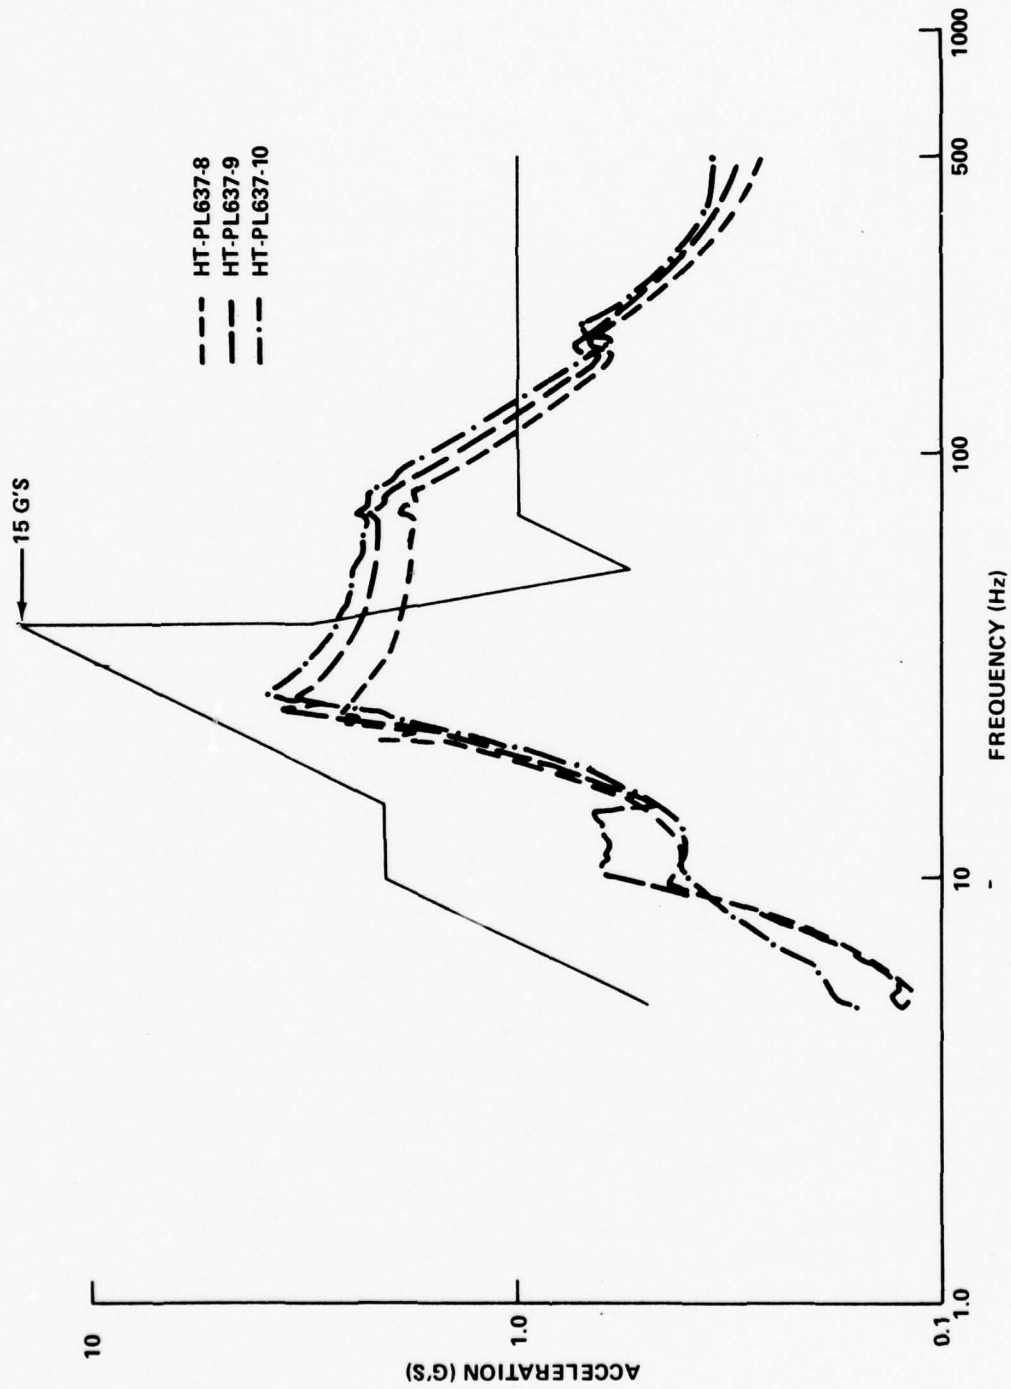 15 G'S
HT-PL637-8
HT-PL637-9
HT-PL637-10
ACCELERATION (G'S)
10
1.0
0.1
1.0
10
100
500
1000
FREQUENCY (Hz)